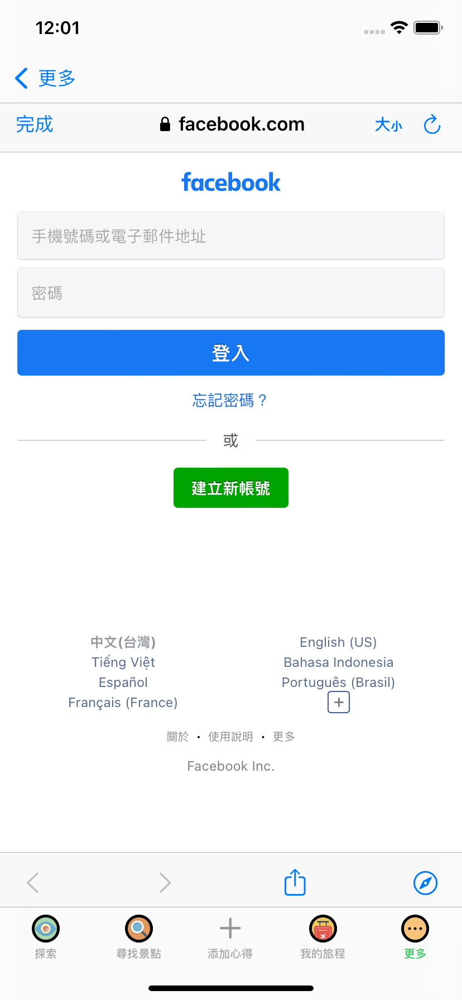 12:01
更多
完成
facebook.com
大小
facebook
手機號碼或電子郵件地址
密碼
登入
忘記密碼？
或
建立新帳號
中文(台灣)
English (US)
Tiếng Việt
Bahasa Indonesia
Español
Português (Brasil)
Français (France)
關於 · 使用說明 · 更多
Facebook Inc.
探索
尋找景點
添加心得
我的旅程
更多